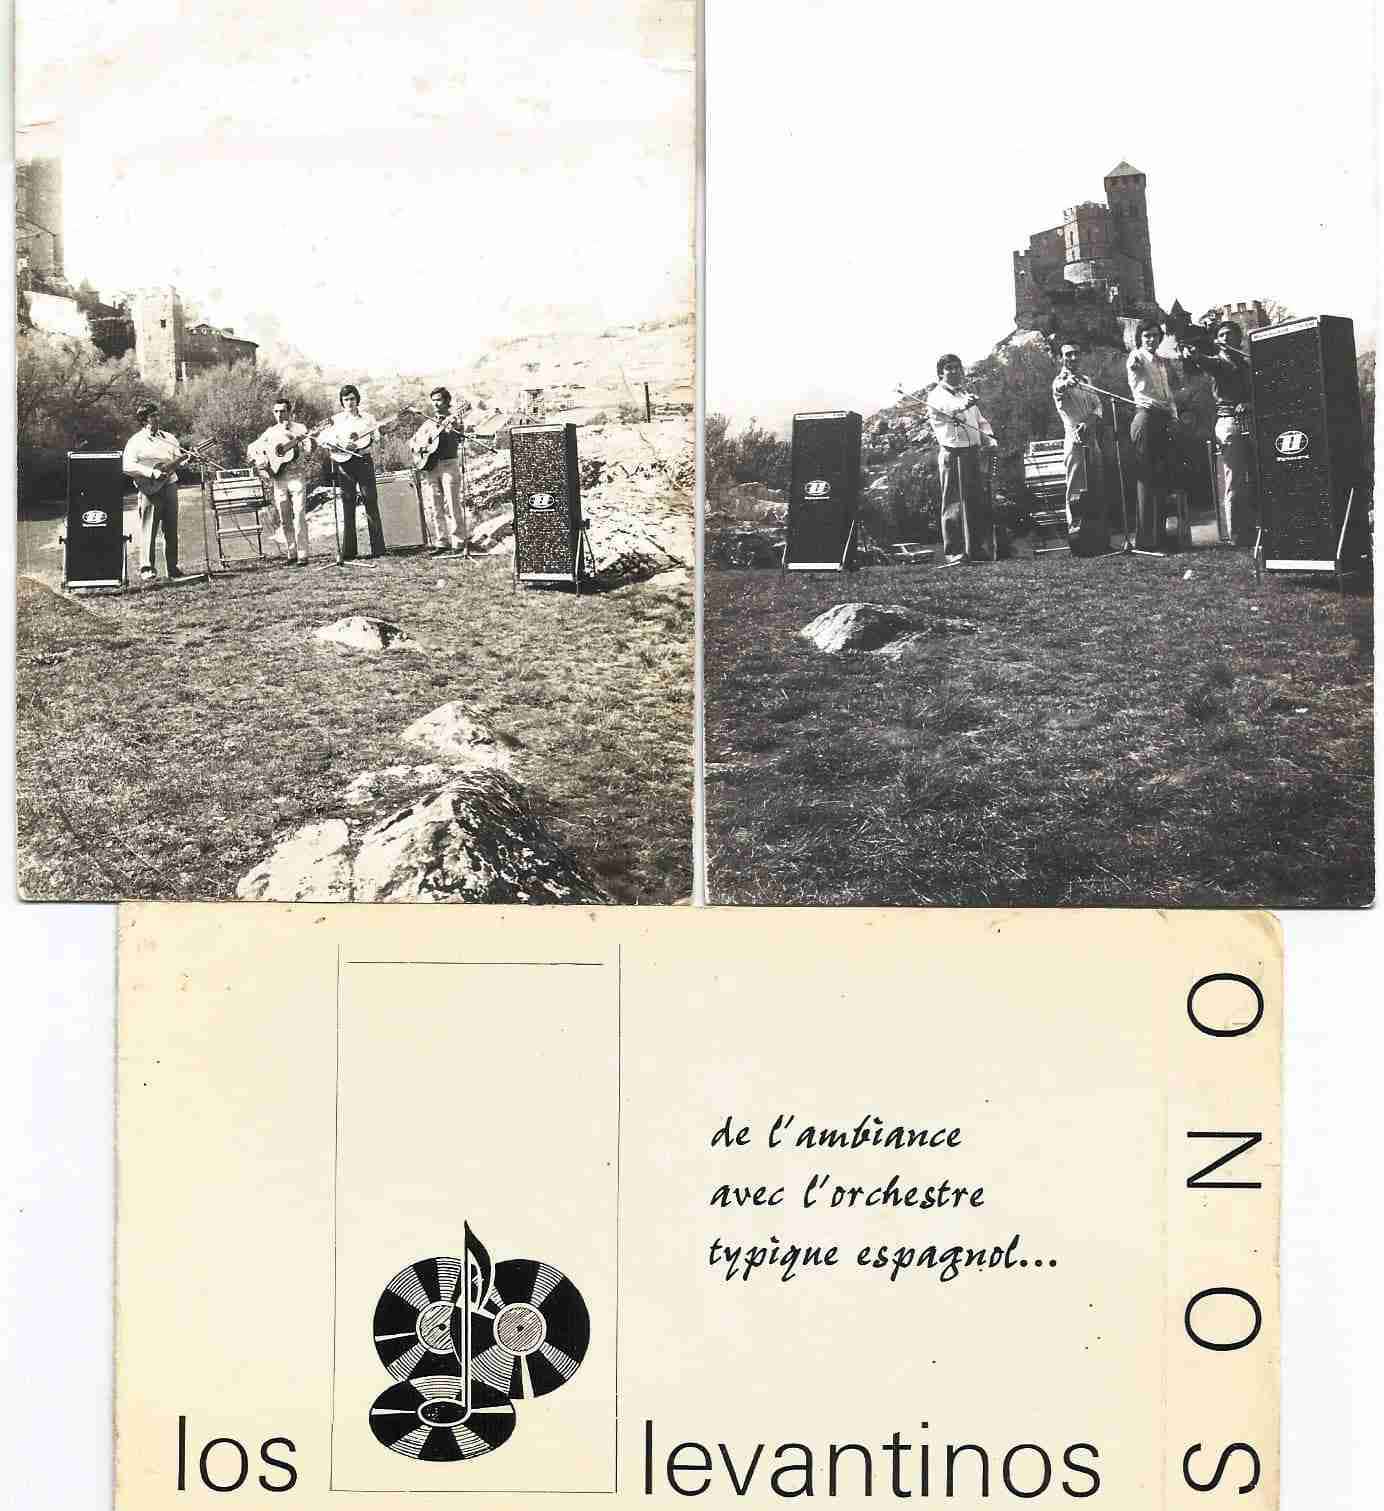 de l'ambiance
avec l'orchestre
typique espagnol...
los levantinos
SONO